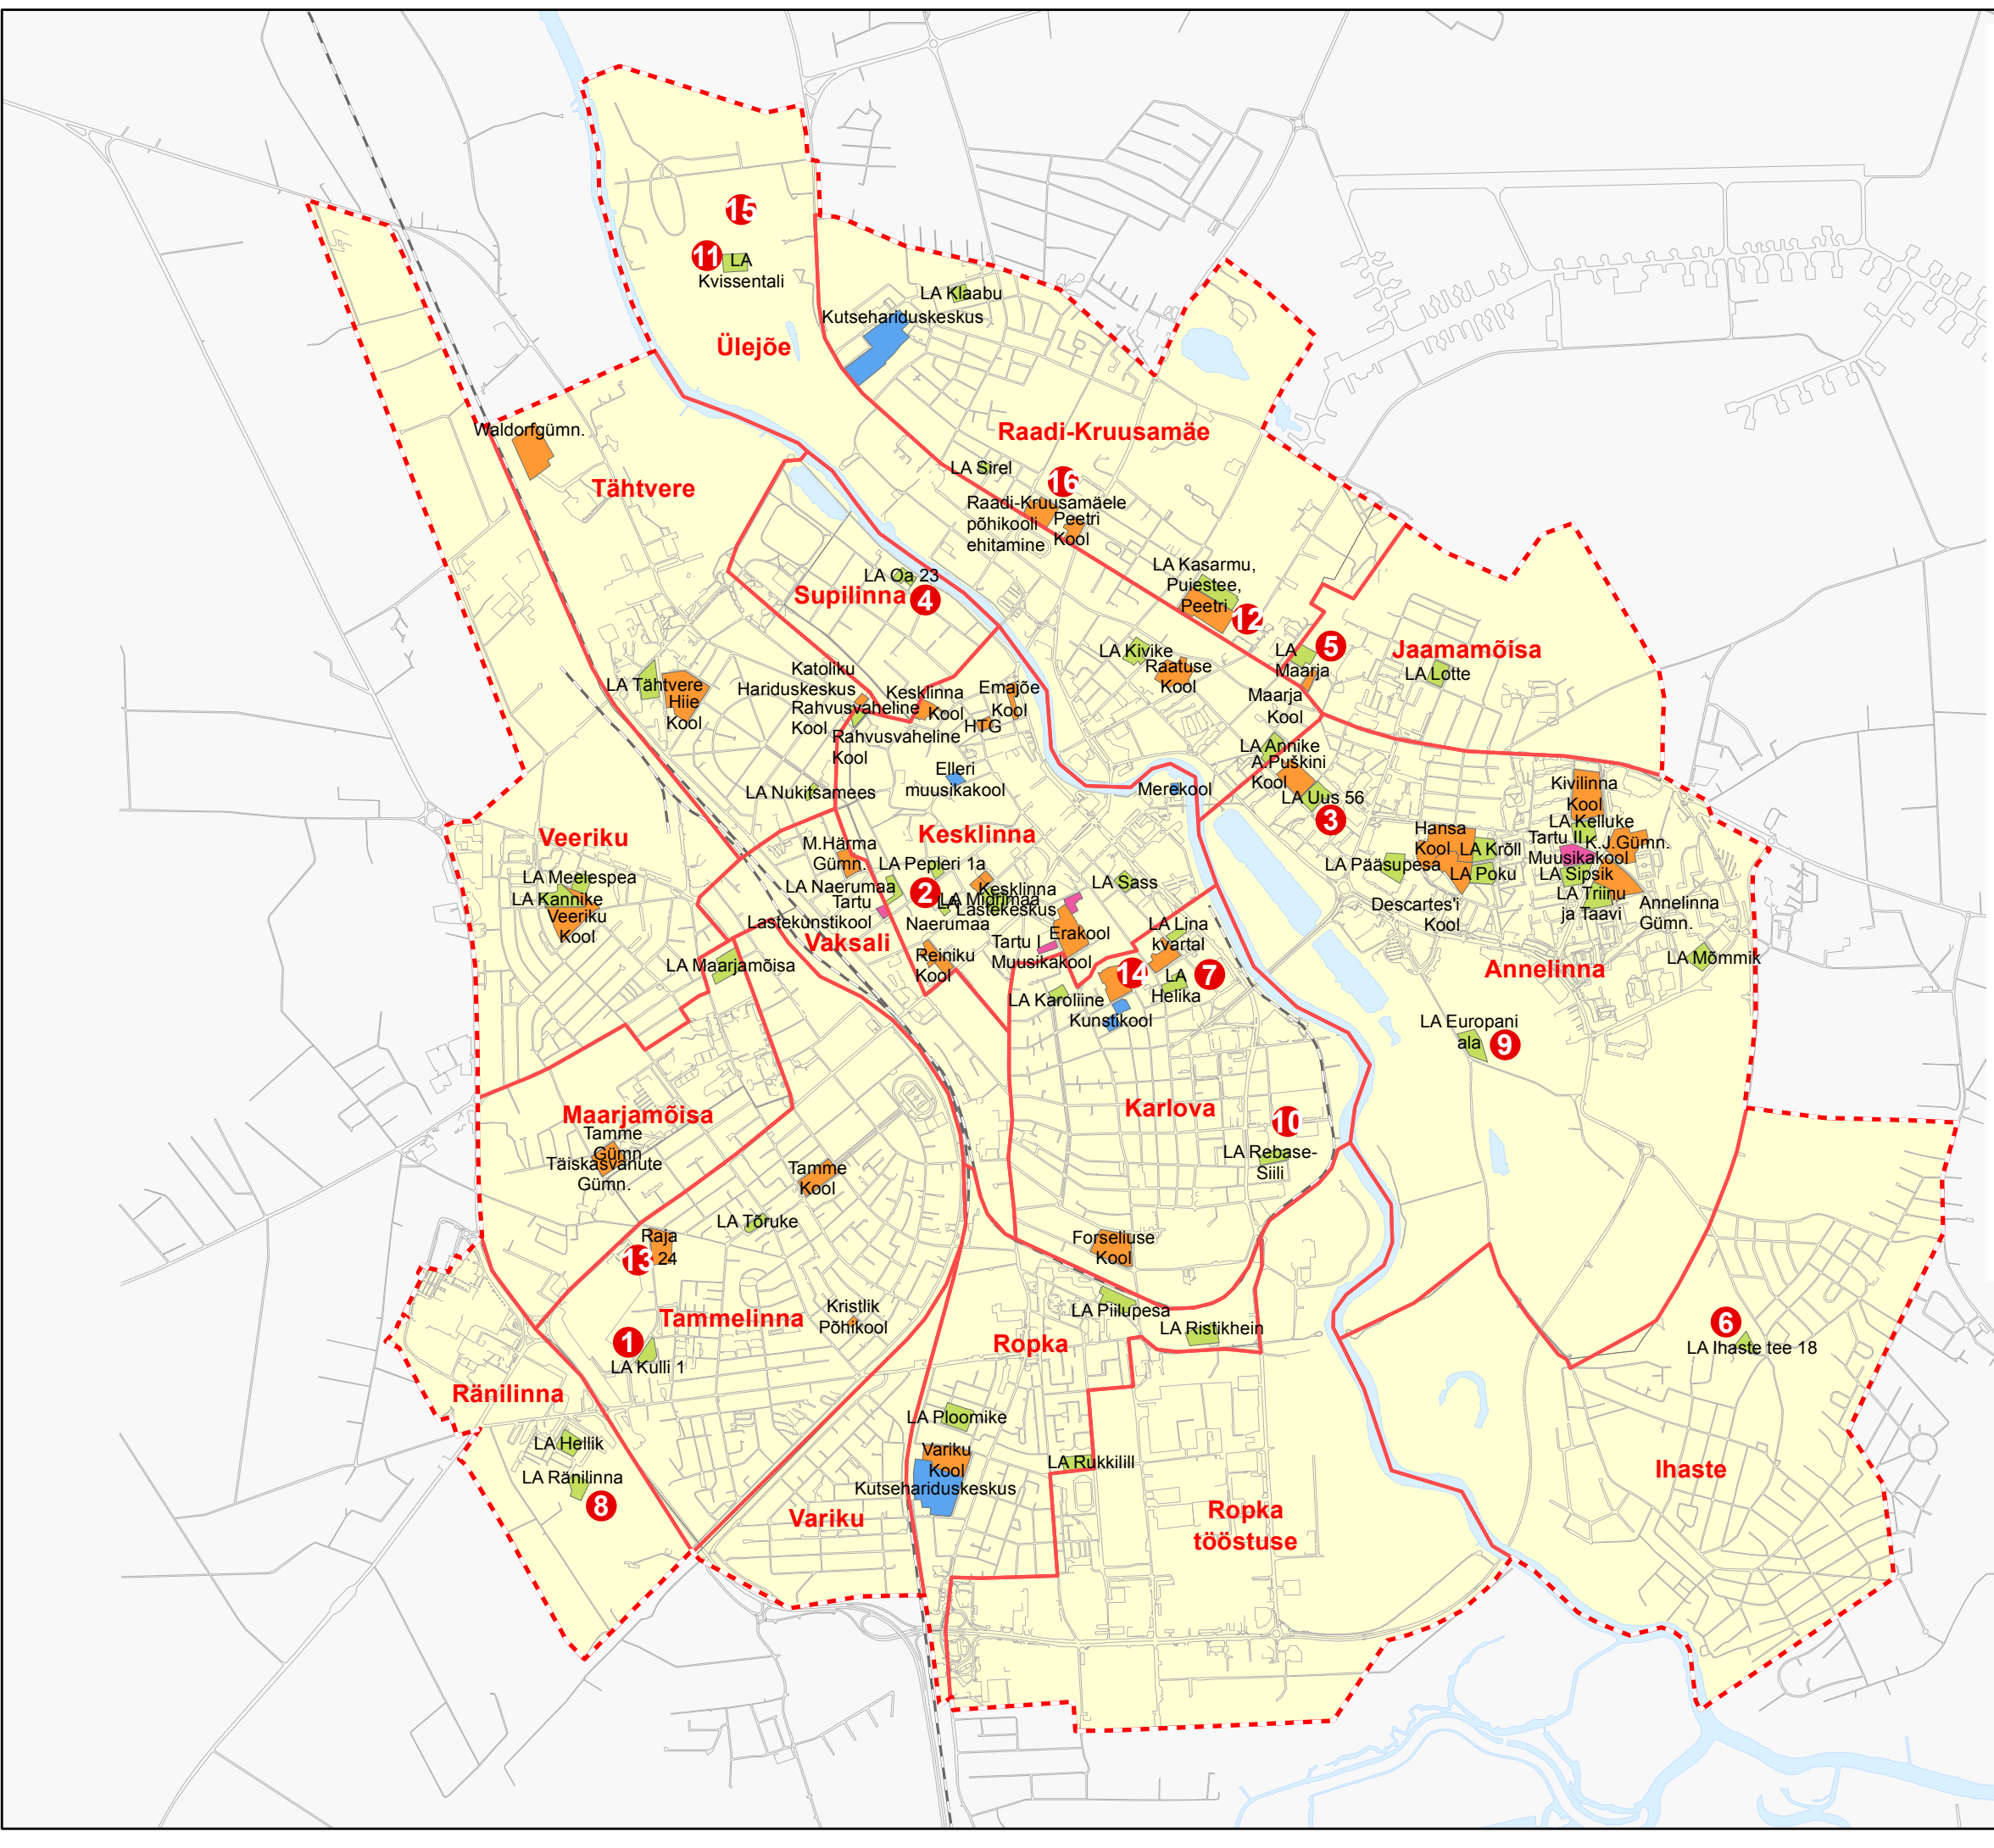 15
11
LA
Kvissentali
LA Klaabu
Kutsehariduskeskus
Ülejõe
Waldorfgümn.
Raadi-Kruusamäe
Tähtvere
LA Sirel
16
Raadi-Kruusamäele
põhikooli
ehitamine
Peetri
Kool
LA Oa 23
Supilinna
4
LA Kasarmu,
Puiestee,
Peetri
12
5
LA
Maarja
Maarja
Kool
Jaamamõisa
LA Lotte
LA Kivike
Raatuse
Kool
LA Tähtvere
Hiie
Kool
Katoliku
Hariduskeskus
Rahvusvaheline
Kool
Rahvusvaheline
Kool
Kesklinna
Kool
Emajõe
Kool
HTG
Elleri
muusikakool
LA Nukitsamees
Merekool
LA Annike
A.Puškini
Kool
LA Uus 56
3
Kivilinna
Kool
LA Kelluke
Tartu II
Muusikakool
K.J.Gümn.
LA Sipsik
LA Triinu
ja Taavi
Annelinna
Gümn.
Hansa
Kool
LA Krõll
LA Poku
LA Pääsupesa
Descartes'i
Kool
LA Mõmmik
Annelinna
LA Europani
ala
9
Veeriku
LA Meelespea
LA Kannike
Veeriku
Kool
Kesklinna
M.Härma
Gümn.
LA Pepleri 1a
LA Naerumaa
2
Tartu
Lastekunstikool
LA Midrimaa
LA
Naerumaa
Kesklinna
Lastekeskus
LA Sass
Erakool
Tartu I
Muusikakool
Vaksali
Reiniku
Kool
LA Maarjamõisa
LA Lina
kvartal
14
LA
Helika
7
LA Karoliine
Kunstikool
Maarjamõisa
Tamme
Gümn
Täiskasvanute
Gümn.
Tamme
Kool
Karlova
10
LA Rebase-
Siili
LA Tõruke
Raja
24
13
Forseliuse
Kool
Tammelinna
Kristlik
Põhikool
1
LA Kulli 1
LA Piilupesa
LA Ristikhein
Ropka
6
LA Ihaste tee 18
Ränilinna
LA Hellik
LA Ränilinna
8
LA Ploomike
Variku
Kool
Kutsehariduskeskus
LA Rukkilill
Variku
Ropka
tööstuse
Ihaste